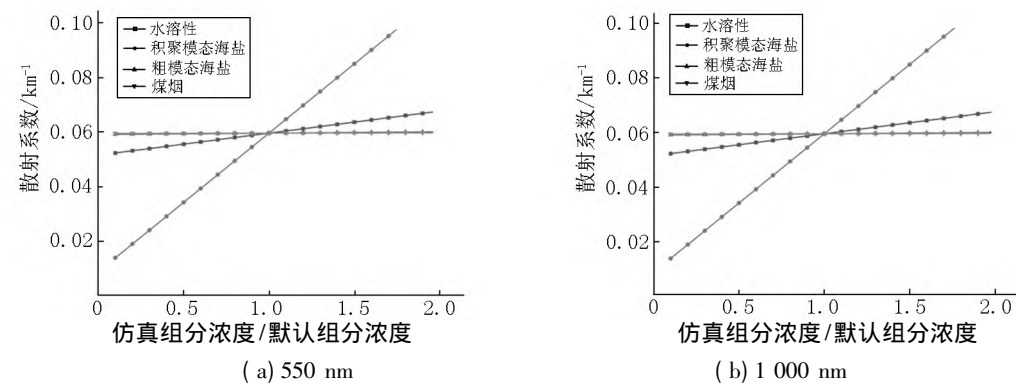 0.10
0.08
0.06
0.04
0.02
0
0.5
1.0
1.5
2.0
散射系数/km⁻¹
水溶性
积聚模态海盐
粗模态海盐
煤烟
仿真组分浓度/默认组分浓度
(a) 550 nm
0.10
0.08
0.06
0.04
0.02
0
0.5
1.0
1.5
2.0
散射系数/km⁻¹
水溶性
积聚模态海盐
粗模态海盐
煤烟
仿真组分浓度/默认组分浓度
(b) 1 000 nm